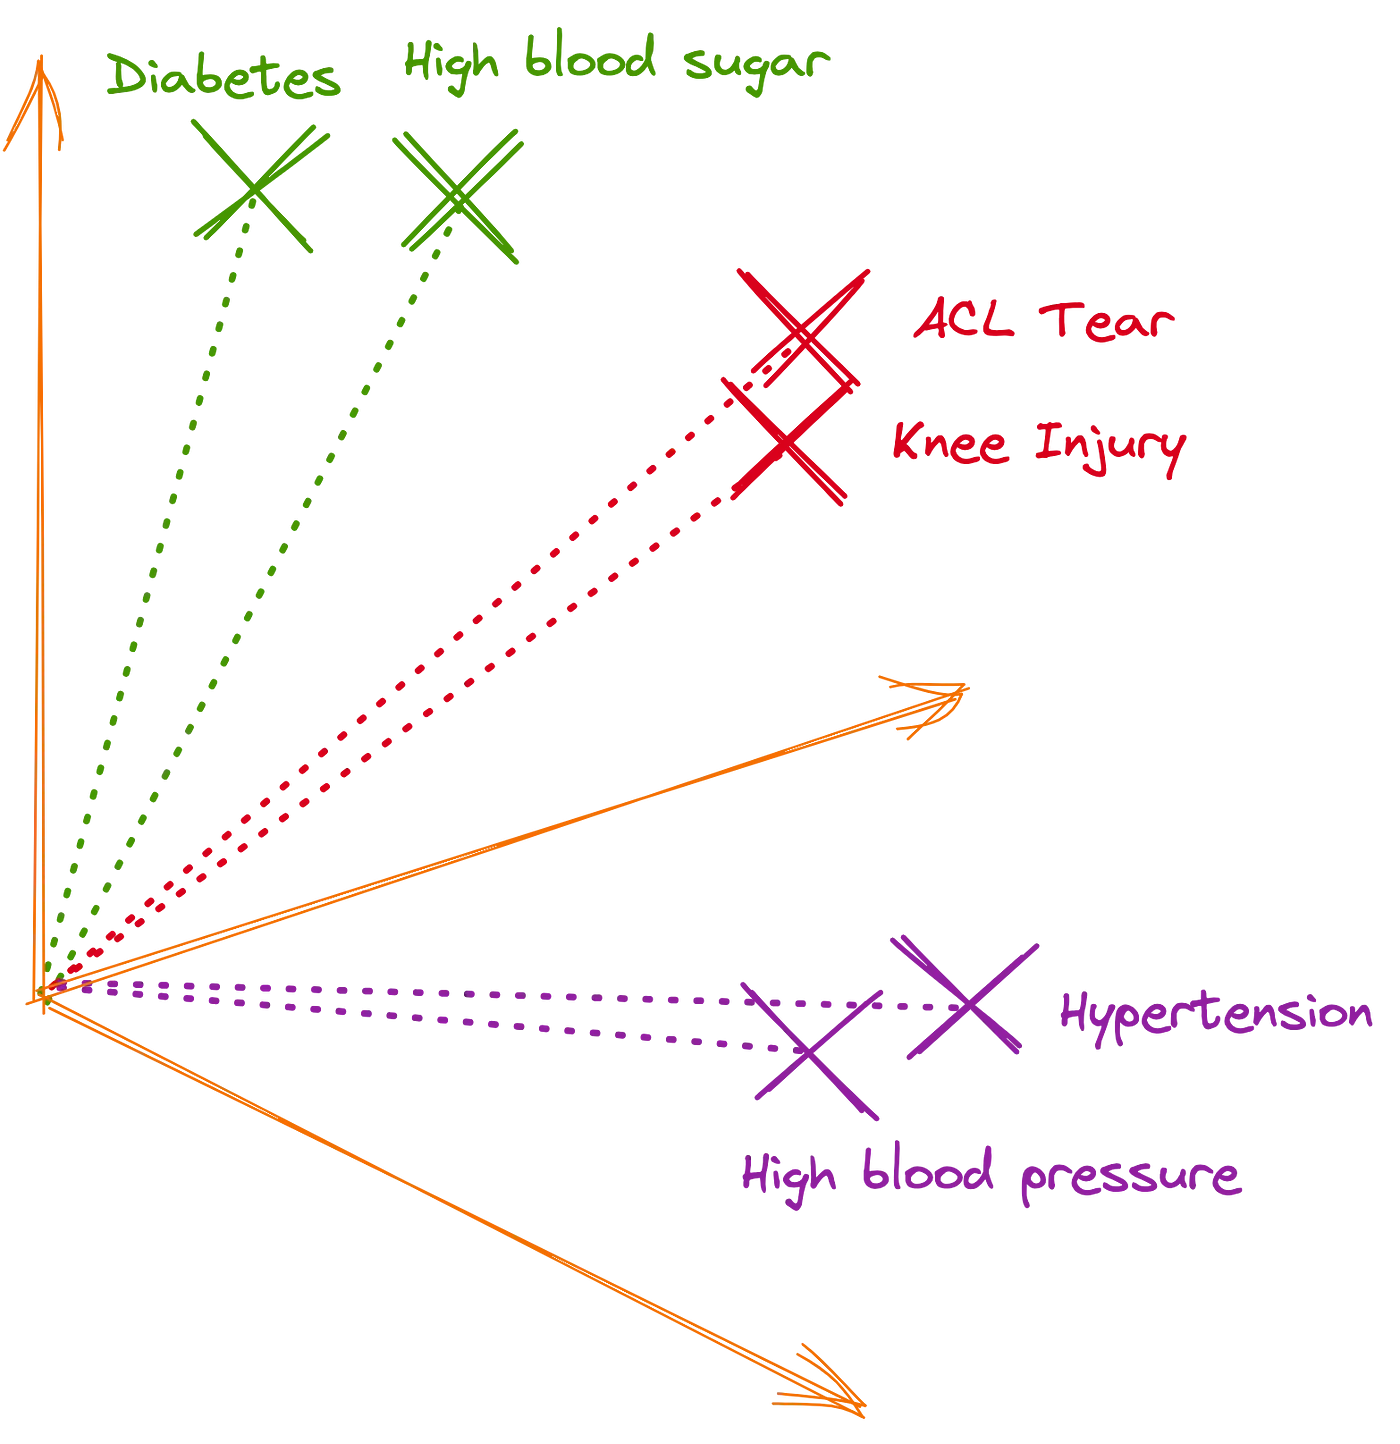 Diabetes
High blood sugar
ACL Tear
Knee Injury
Hypertension
High blood pressure